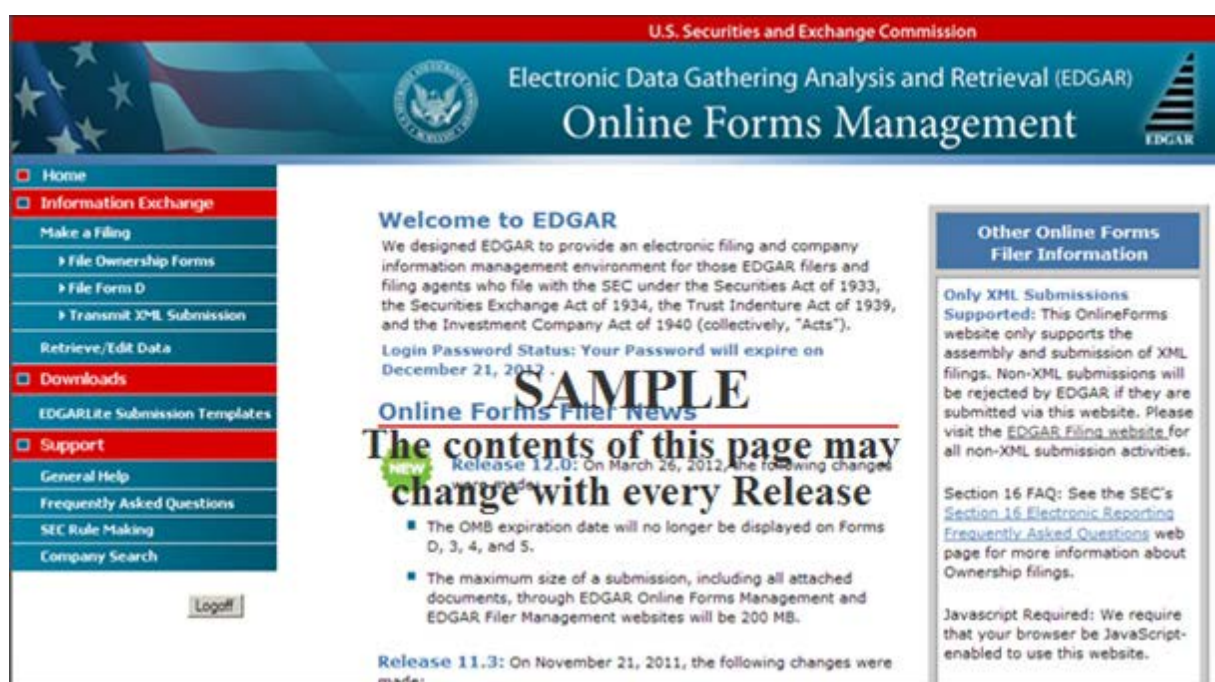 U.S. Securities and Exchange Commission
Electronic Data Gathering Analysis and Retrieval (EDGAR)
Online Forms Management
EDGAR
Home
Information Exchange
Make a Filing
File Ownership Forms
File Form D
Transmit XML Submission
Retrieve/Edit Data
Downloads
EDGARLite Submission Templates
Support
General Help
Frequently Asked Questions
SEC Rule Making
Company Search
Logoff
Welcome to EDGAR
We designed EDGAR to provide an electronic filing and company
information management environment for those EDGAR filers and
filing agents who file with the SEC under the Securities Act of 1933,
the Securities Exchange Act of 1934, the Trust Indenture Act of 1939,
and the Investment Company Act of 1940 (collectively, "Acts").
Login Password Status: Your Password will expire on
December 21, 2012 .
SAMPLE
Online Forms Filer News
The contents of this page may
change with every Release
NEW
Release 12.0: On March 26, 2012, the following changes
were made:
The OMB expiration date will no longer be displayed on Forms
D, 3, 4, and 5.
The maximum size of a submission, including all attached
documents, through EDGAR Online Forms Management and
EDGAR Filer Management websites will be 200 MB.
Release 11.3: On November 21, 2011, the following changes were
made:
Other Online Forms
Filer Information
Only XML Submissions
Supported: This OnlineForms
website only supports the
assembly and submission of XML
filings. Non-XML submissions will
be rejected by EDGAR if they are
submitted via this website. Please
visit the EDGAR Filing website for
all non-XML submission activities.
Section 16 FAQ: See the SEC's
Section 16 Electronic Reporting
Frequently Asked Questions web
page for more information about
Ownership filings.
Javascript Required: We require
that your browser be JavaScript-
enabled to use this website.